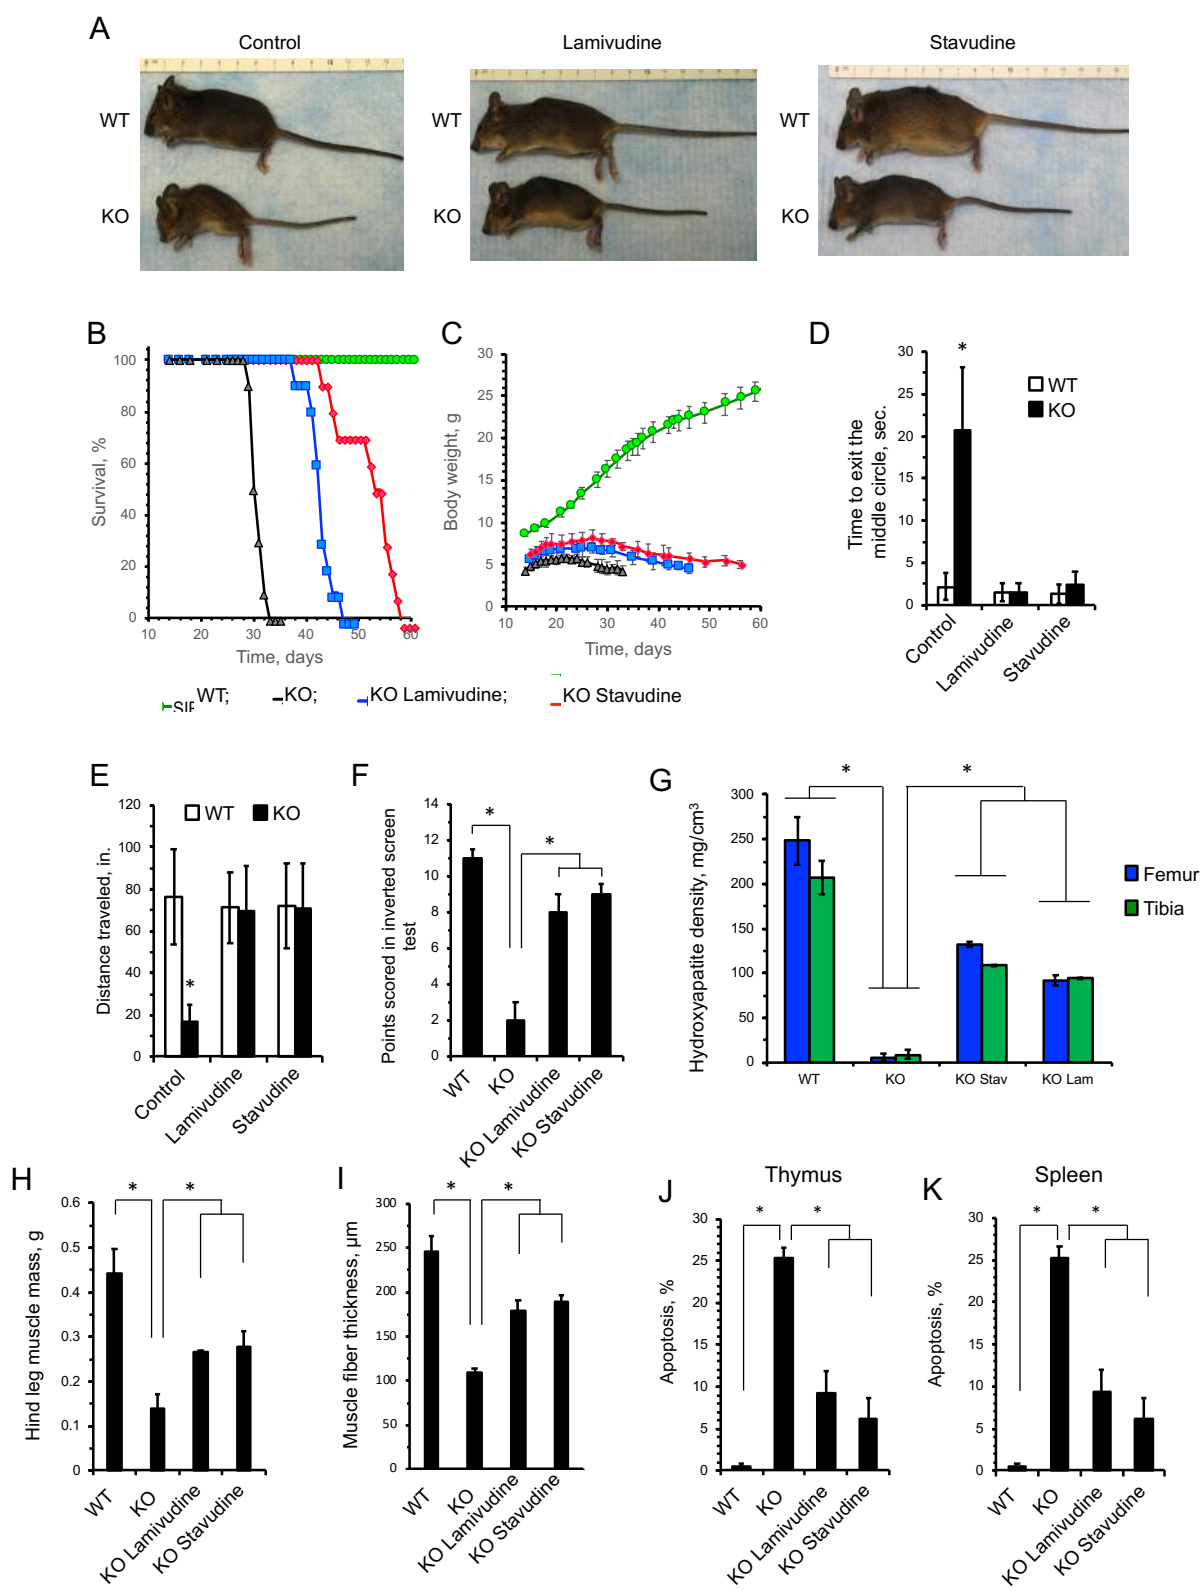 A
Control
Lamivudine
Stavudine
WT
WT
WT
KO
KO
KO
B
100
80
60
40
20
0
Survival, %
10
20
30
40
50
60
Time, days
C
30
25
20
15
10
5
0
Body weight, g
10
20
30
40
50
60
Time, days
WT;
KO;
KO Lamivudine;
KO Stavudine
D
30
25
20
15
10
5
0
Time to exit the
middle circle, sec.
*
WT
KO
Control
Lamivudine
Stavudine
E
120
100
80
60
40
20
0
Distance traveled, in.
WT
KO
*
Control
Lamivudine
Stavudine
F
14
12
10
8
6
4
2
0
Points scored in inverted screen
test
*
*
WT
KO
KO Lamivudine
KO Stavudine
G
300
250
200
150
100
50
0
Hydroxyapatite density, mg/cm³
*
*
Femur
Tibia
WT
KO
KO Stav
KO Lam
H
0.6
0.5
0.4
0.3
0.2
0.1
0
Hind leg muscle mass, g
*
*
WT
KO
KO Lamivudine
KO Stavudine
I
300
250
200
150
100
50
0
Muscle fiber thickness, μm
*
*
WT
KO
KO Lamivudine
KO Stavudine
J
Thymus
30
25
20
15
10
5
0
Apoptosis, %
*
*
WT
KO
KO Lamivudine
KO Stavudine
K
Spleen
30
25
20
15
10
5
0
Apoptosis, %
*
*
WT
KO
KO Lamivudine
KO Stavudine